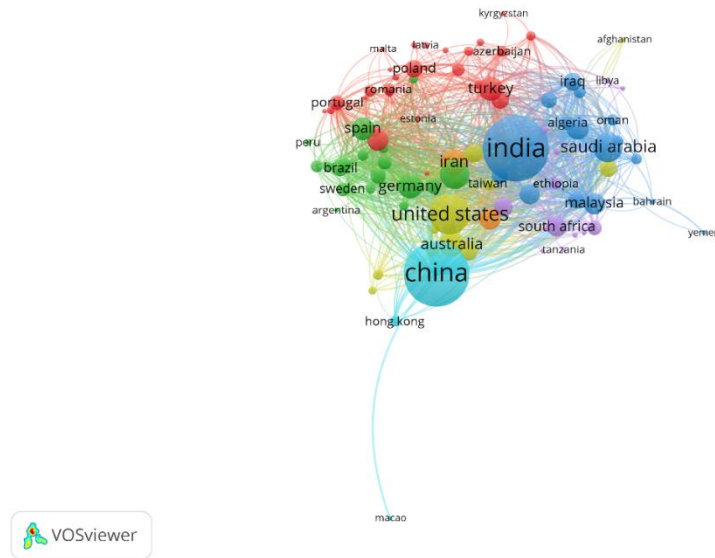 kyrgyzstan
afghanistan
malta
latvia
azerbaijan
poland
iraq
libya
romania
turkey
portugal
estonia
algeria
oman
spain
india
saudi arabia
peru
iran
brazil
taiwan
ethiopia
sweden
germany
malaysia
bahrain
argentina
united states
south africa
yemen
australia
tanzania
china
hong kong
macao
VOSviewer